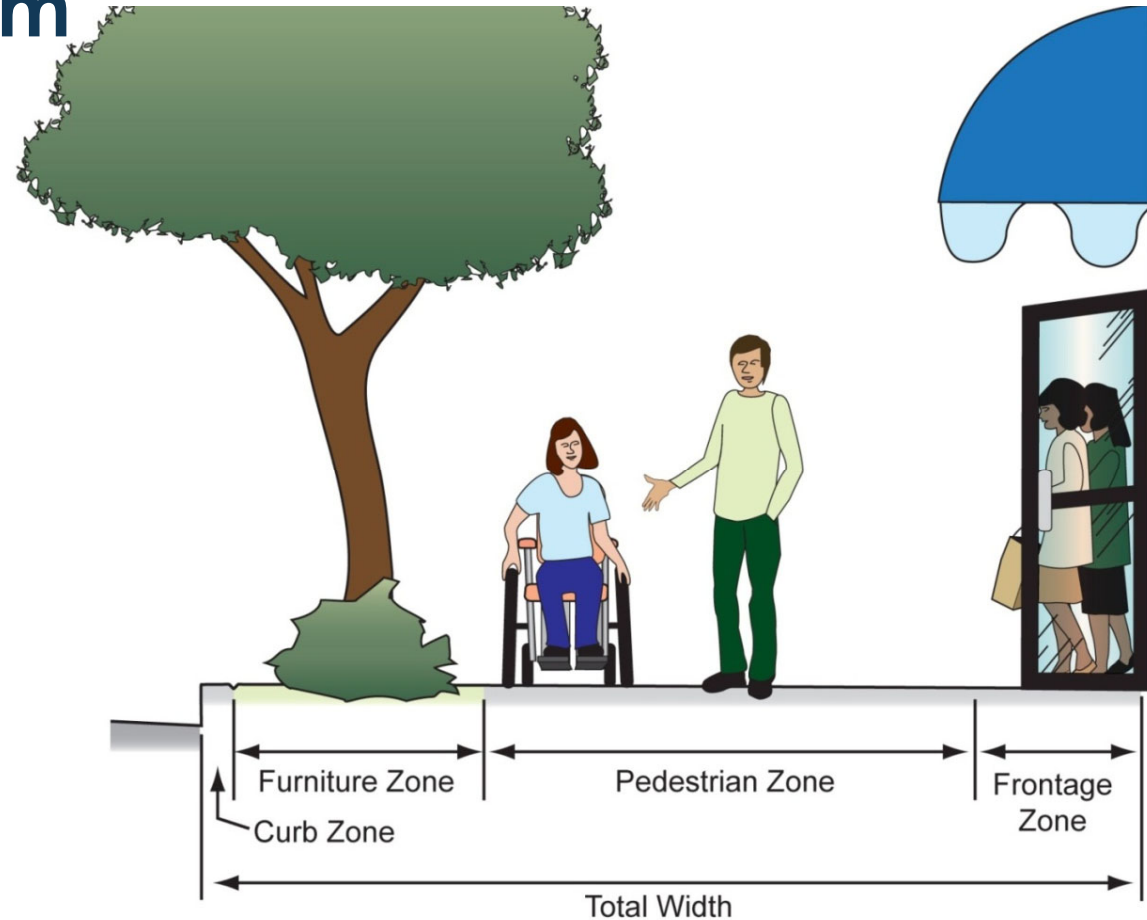 m
Furniture Zone
Pedestrian Zone
Frontage
Zone
Curb Zone
Total Width